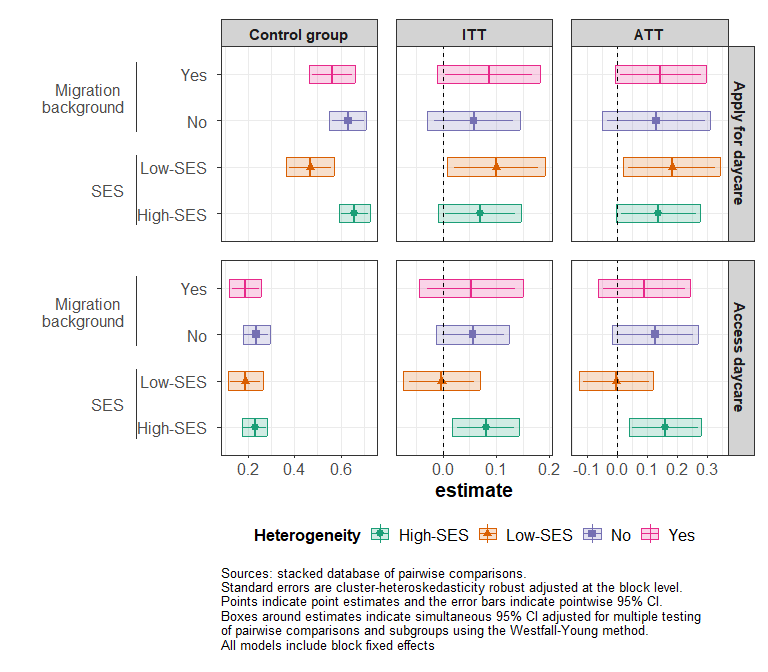 Control group
ITT
ATT
Migration
background
Yes
No
SES
Low-SES
High-SES
Apply for daycare
Migration
background
Yes
No
SES
Low-SES
High-SES
Access daycare
0.2 0.4 0.6
0.0 0.1 0.2
-0.1 0.0 0.1 0.2 0.3
estimate
Heterogeneity High-SES Low-SES No Yes
Sources: stacked database of pairwise comparisons.
Standard errors are cluster-heteroskedasticity robust adjusted at the block level.
Points indicate point estimates and the error bars indicate pointwise 95% CI.
Boxes around estimates indicate simultaneous 95% CI adjusted for multiple testing
of pairwise comparisons and subgroups using the Westfall-Young method.
All models include block fixed effects